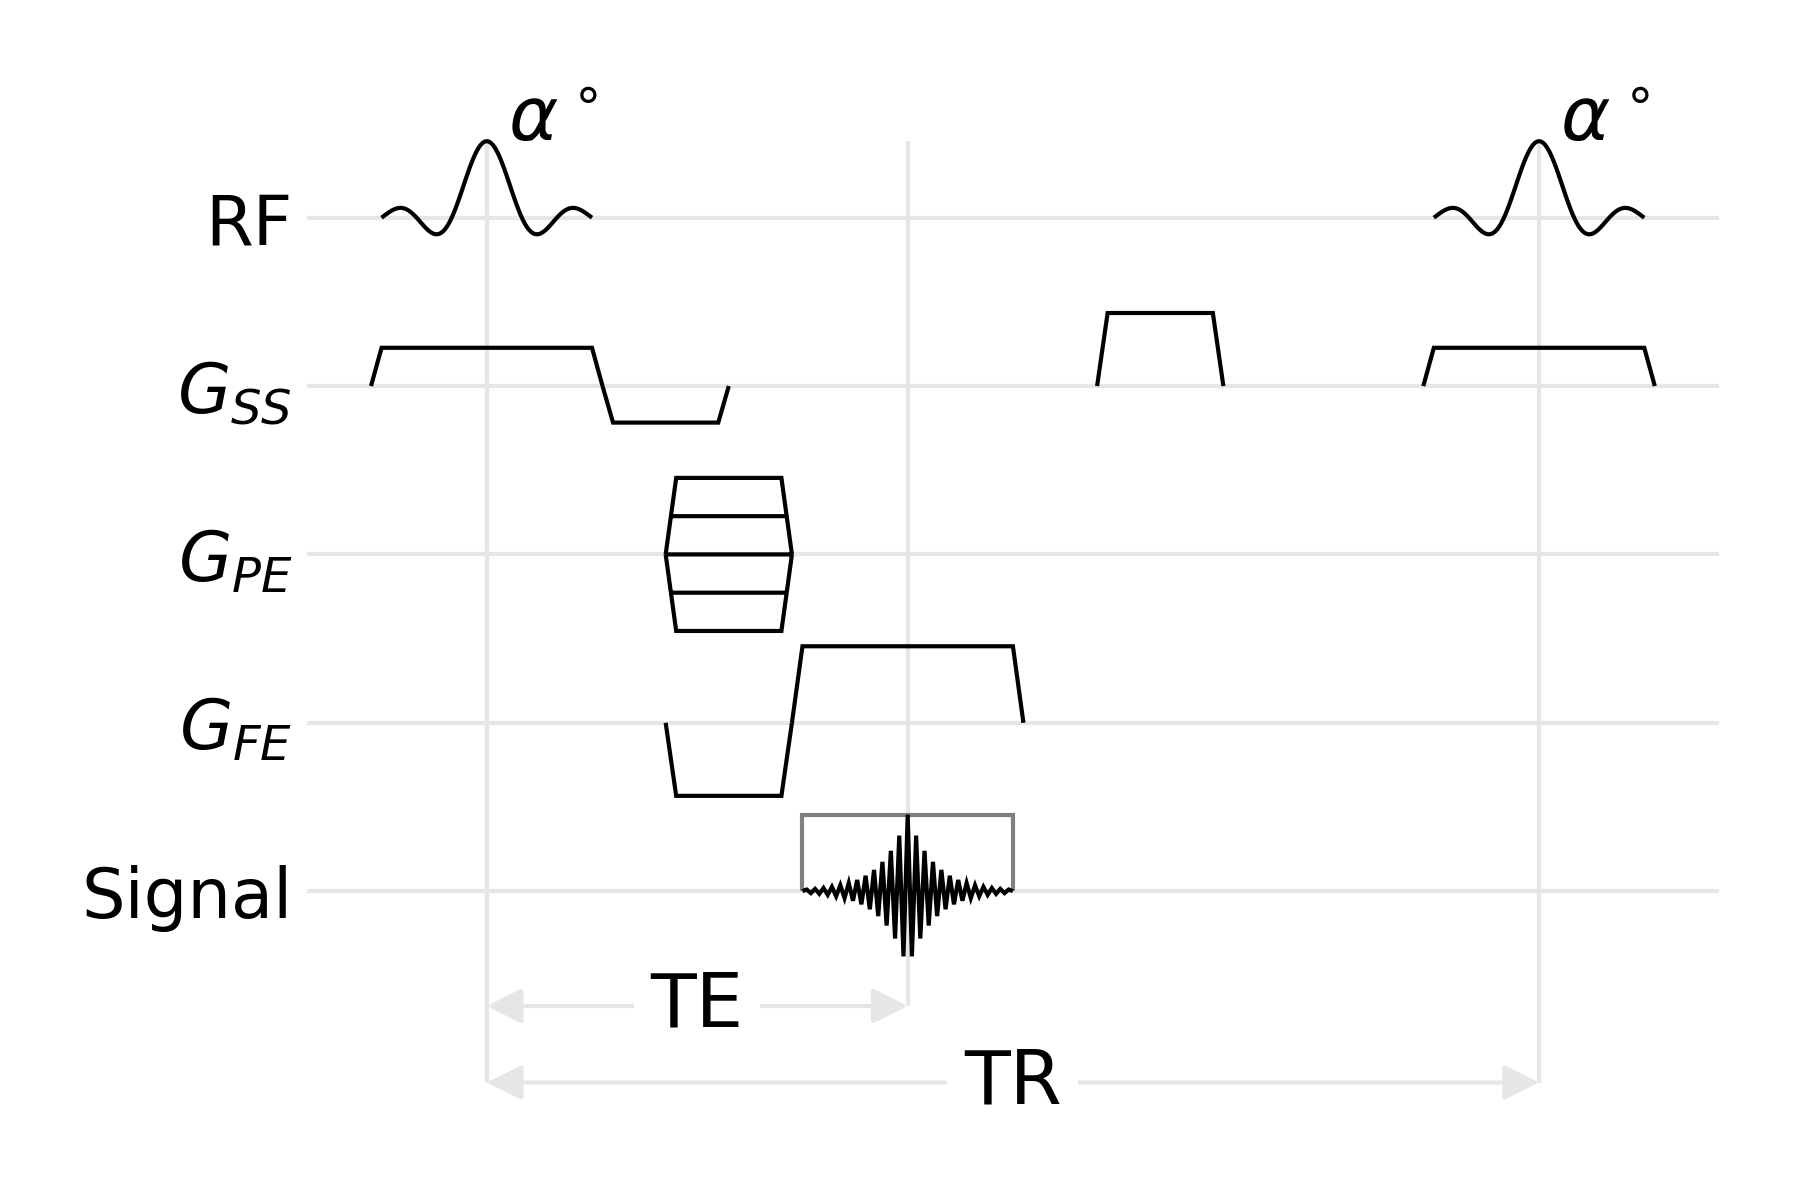 α° α°
RF
G_SS
G_PE
G_FE
Signal
TE
TR